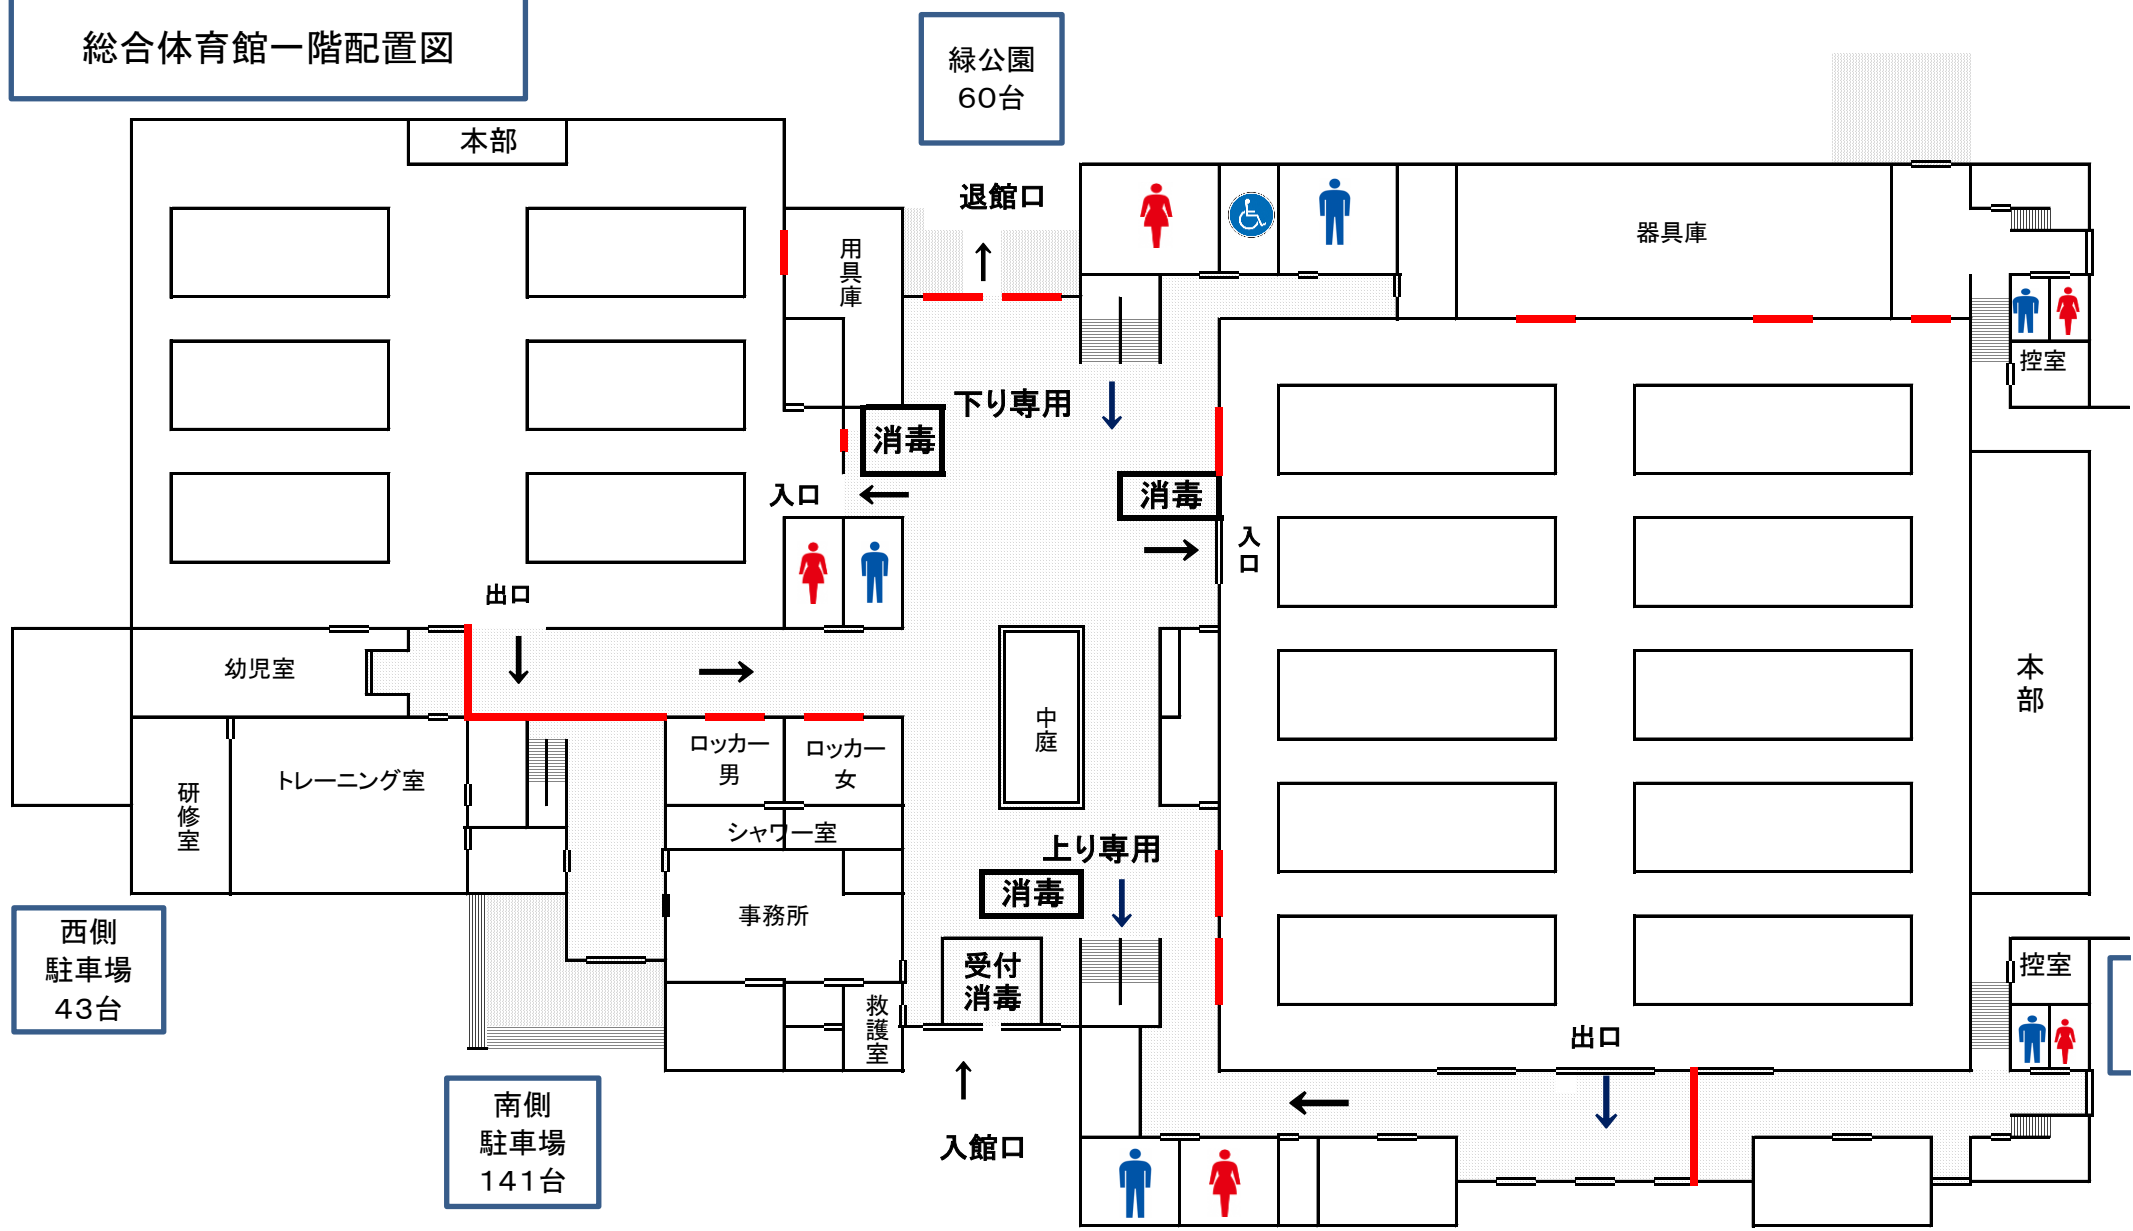 総合体育館一階配置図
緑公園
60台
本部
退館口
用具庫
器具庫
控室
下り専用
消毒
消毒
入口
入口
出口
幼児室
中庭
本部
ロッカー
男
ロッカー
女
トレーニング室
研修室
シャワー室
上り専用
消毒
事務所
西側
駐車場
43台
受付
消毒
控室
救護室
出口
南側
駐車場
141台
入館口